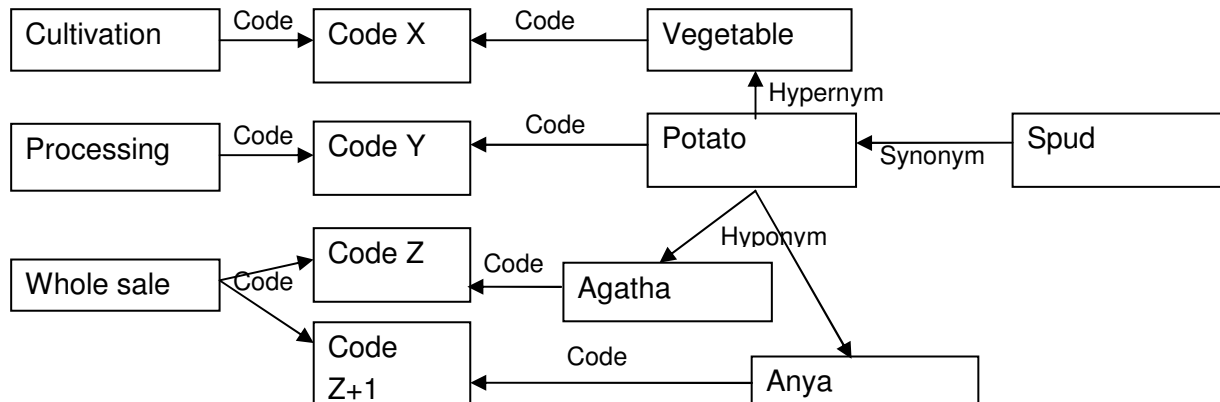 Cultivation
Code
Code X
Code
Vegetable
Hypernym
Processing
Code
Code Y
Code
Potato
Synonym
Spud
Hyponym
Whole sale
Code
Code Z
Code
Agatha
Code
Z+1
Code
Anya